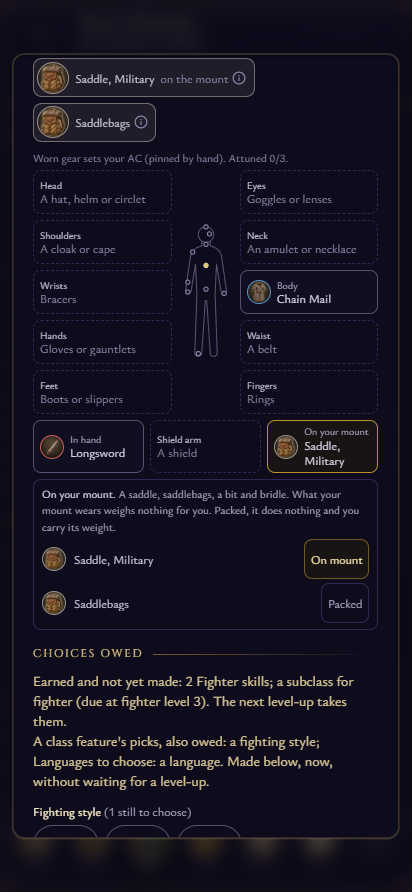 Saddle, Military on the mount
Saddlebags
Worn gear sets your AC (pinned by hand). Attuned 0/3.
Head
A hat, helm or circlet
Eyes
Goggles or lenses
Shoulders
A cloak or cape
Neck
An amulet or necklace
Wrists
Bracers
Body
Chain Mail
Hands
Gloves or gauntlets
Waist
A belt
Feet
Boots or slippers
Fingers
Rings
In hand
Longsword
Shield arm
A shield
On your mount
Saddle,
Military
On your mount. A saddle, saddlebags, a bit and bridle. What your
mount wears weighs nothing for you. Packed, it does nothing and you
carry its weight.
Saddle, Military
On mount
Saddlebags
Packed
CHOICES OWED
Earned and not yet made: 2 Fighter skills; a subclass for
fighter (due at fighter level 3). The next level-up takes
them.
A class feature's picks, also owed: a fighting style;
Languages to choose: a language. Made below, now,
without waiting for a level-up.
Fighting style (1 still to choose)